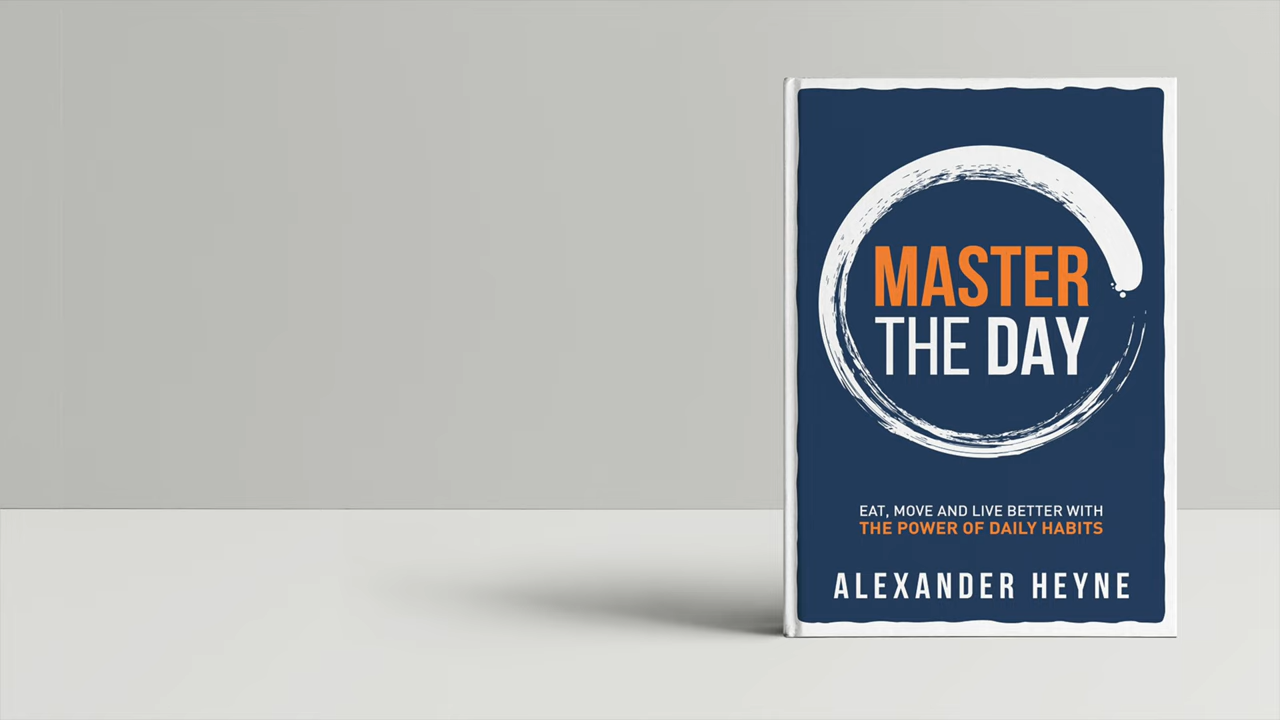 MASTER
THE DAY
EAT, MOVE AND LIVE BETTER WITH
THE POWER OF DAILY HABITS
ALEXANDER HEYNE